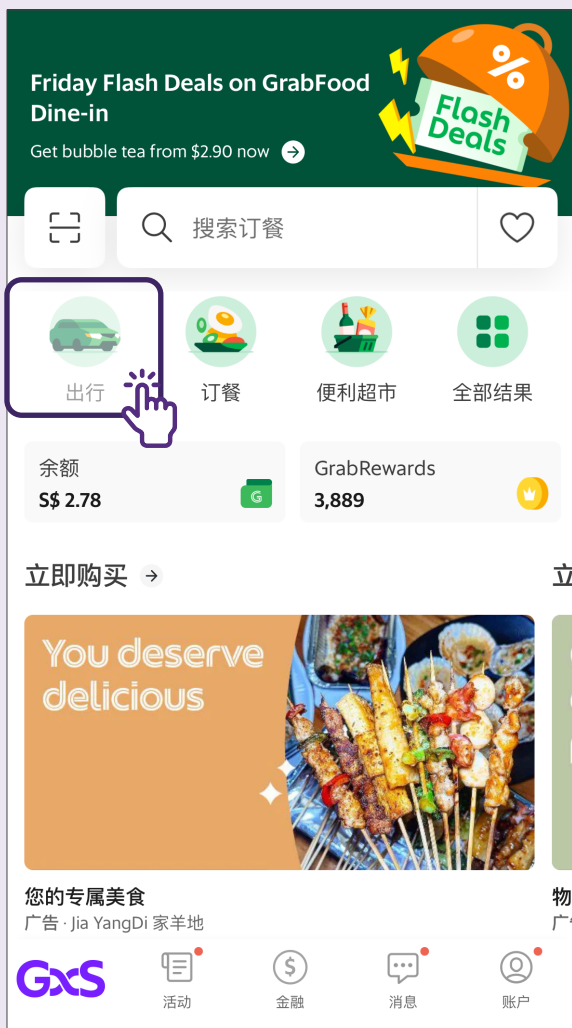 Friday Flash Deals on GrabFood
Dine-in
Get bubble tea from $2.90 now
%
Flash
Deals
搜索订餐
出行
订餐
便利超市
全部结果
余额
S$ 2.78
G
GrabRewards
3,889
立即购买
立
You deserve
delicious
您的专属美食
广告 · Jia YangDi 家羊地
物
GXS
活动
$
金融
消息
账户